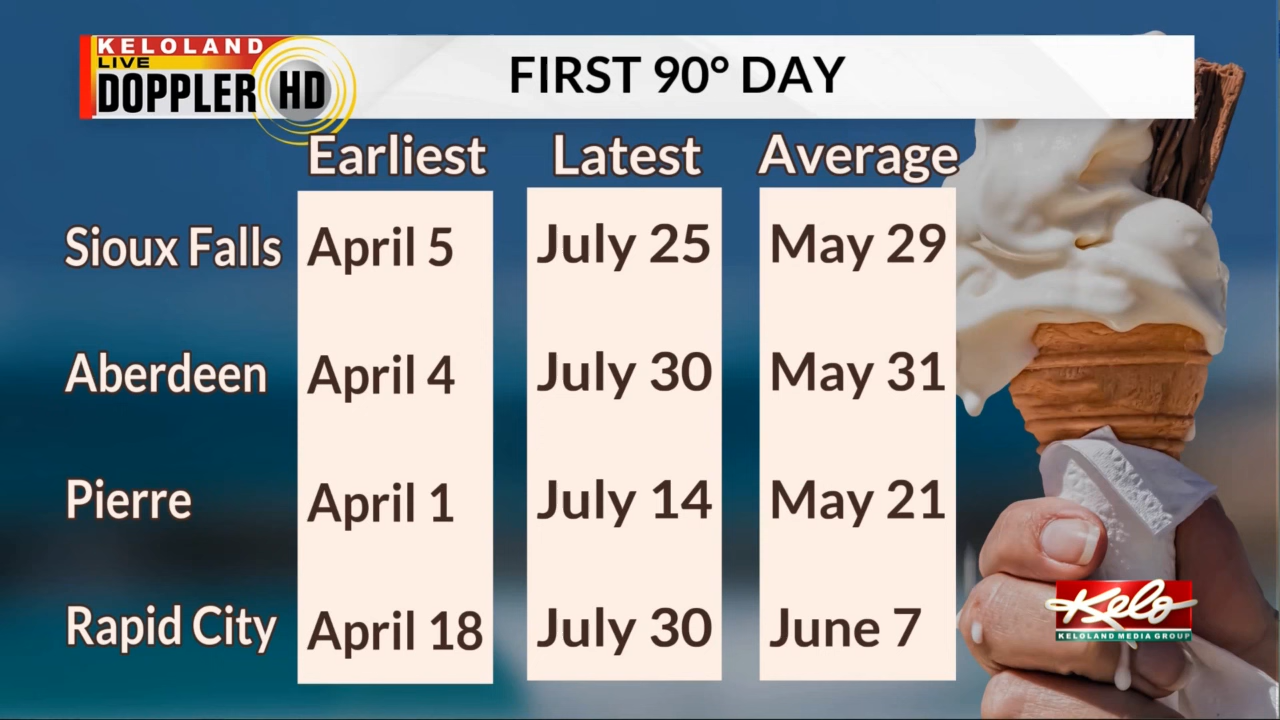 KELOLAND
LIVE
DOPPLER HD
FIRST 90° DAY
Earliest Latest Average
Sioux Falls April 5 July 25 May 29
Aberdeen April 4 July 30 May 31
Pierre April 1 July 14 May 21
Rapid City April 18 July 30 June 7
Kelo
KELOLAND MEDIA GROUP